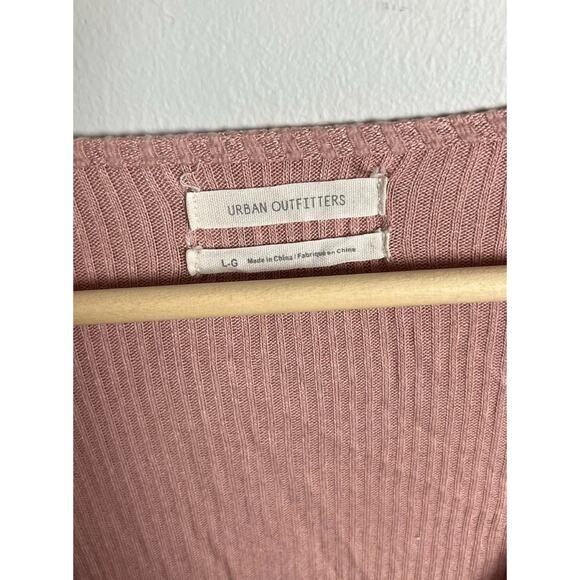 URBAN OUTFITTERS
L-G Made in China / Fabriqué en Chine